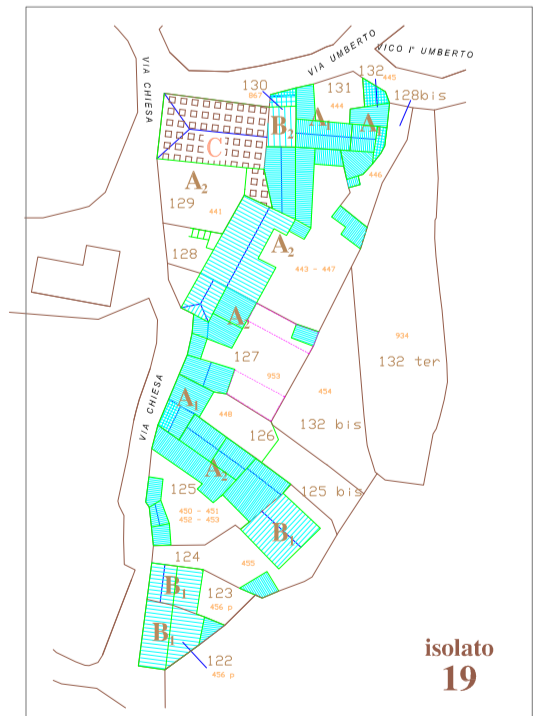 VIA UMBERTO
VICO I° UMBERTO
VIA CHIESA
130
867
131
444
132
445
128bis
B2
A1
A1
C
446
A2
129
441
A2
128
443 - 447
A2
934
132 ter
127
953
454
A1
448
132 bis
VIA CHIESA
126
A2
125
125 bis
450 - 451
452 - 453
B1
124
455
B1
123
456 p
B1
122
456 p
isolato
19